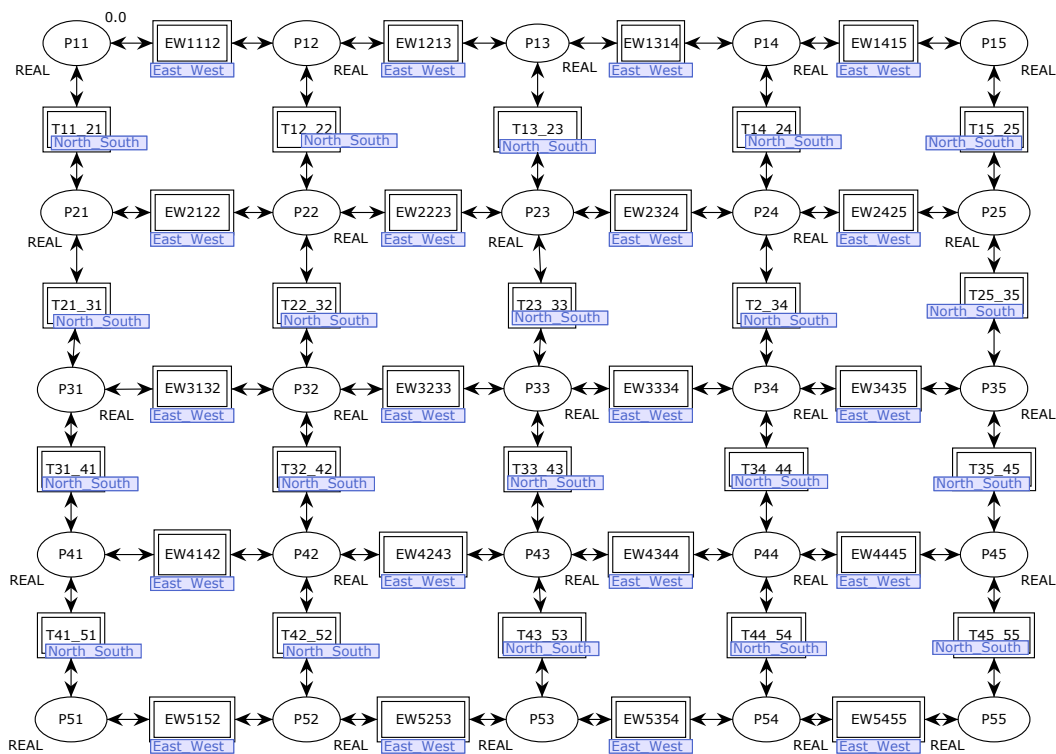 0.0
P11 EW1112 P12 EW1213 P13 EW1314 P14 EW1415 P15
REAL East_West REAL East_West REAL East_West REAL East_West REAL
T11_21 T12_22 T13_23 T14_24 T15_25
North_South North_South North_South North_South North_South
P21 EW2122 P22 EW2223 P23 EW2324 P24 EW2425 P25
REAL East_West REAL East_West REAL East_West REAL East_West REAL
T21_31 T22_32 T23_33 T2_34 T25_35
North_South North_South North_South North_South North_South
P31 EW3132 P32 EW3233 P33 EW3334 P34 EW3435 P35
REAL East_West REAL East_West REAL East_West REAL East_West REAL
T31_41 T32_42 T33_43 T34_44 T35_45
North_South North_South North_South North_South North_South
P41 EW4142 P42 EW4243 P43 EW4344 P44 EW4445 P45
REAL East_West REAL East_West REAL East_West REAL East_West REAL
T41_51 T42_52 T43_53 T44_54 T45_55
North_South North_South North_South North_South North_South
P51 EW5152 P52 EW5253 P53 EW5354 P54 EW5455 P55
REAL East_West REAL East_West REAL East_West REAL East_West REAL